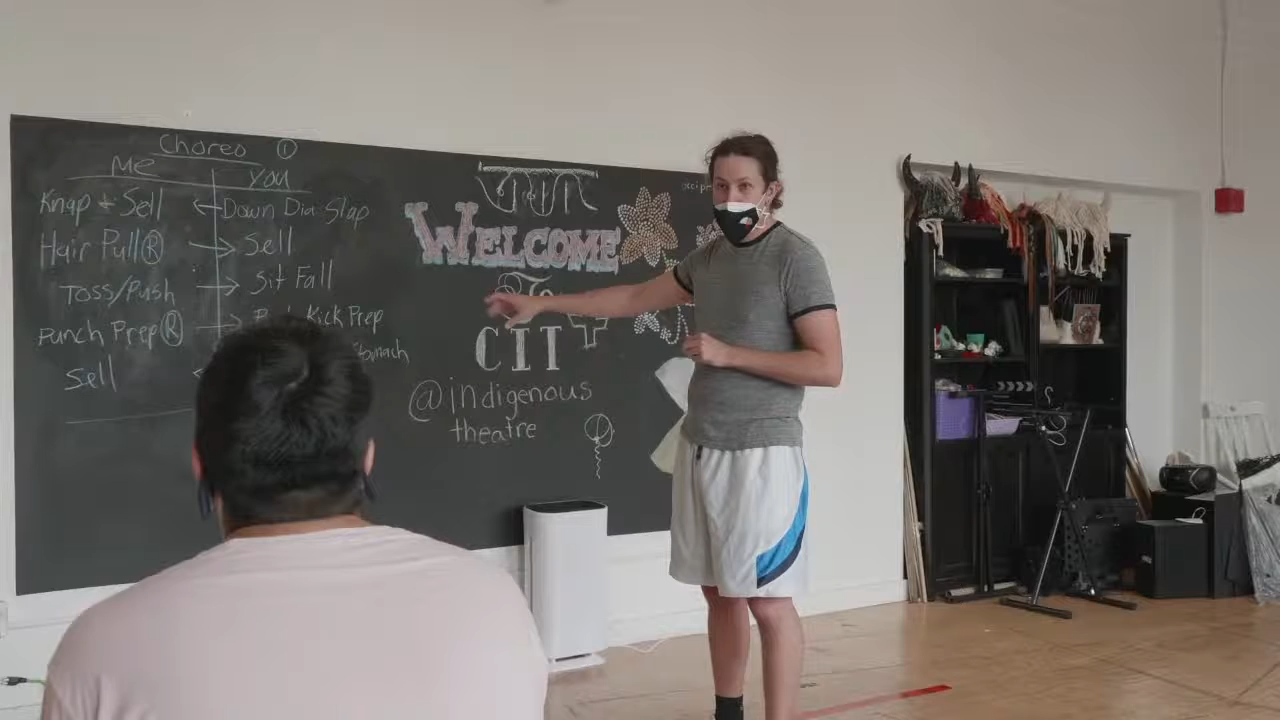 Choreo ①
Me You
Knap + Sell ← Down Dia Slap
Hair Pull Ⓡ → Sell
Toss/Push → Sit Fall
Punch Prep Ⓡ → Kick Prep
Sell Stomach
WELCOME
To
CIT
@indigenous
theatre